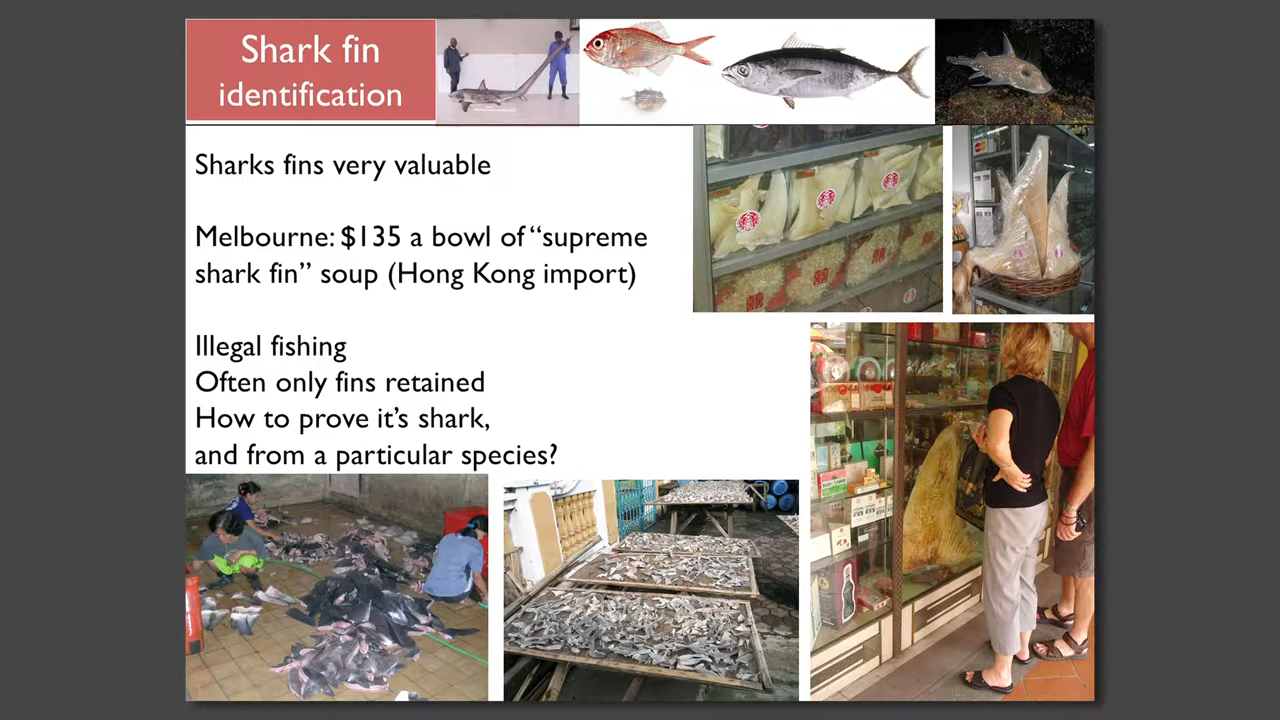 Shark fin
identification
Sharks fins very valuable
Melbourne: $135 a bowl of “supreme
shark fin” soup (Hong Kong import)
Illegal fishing
Often only fins retained
How to prove it’s shark,
and from a particular species?